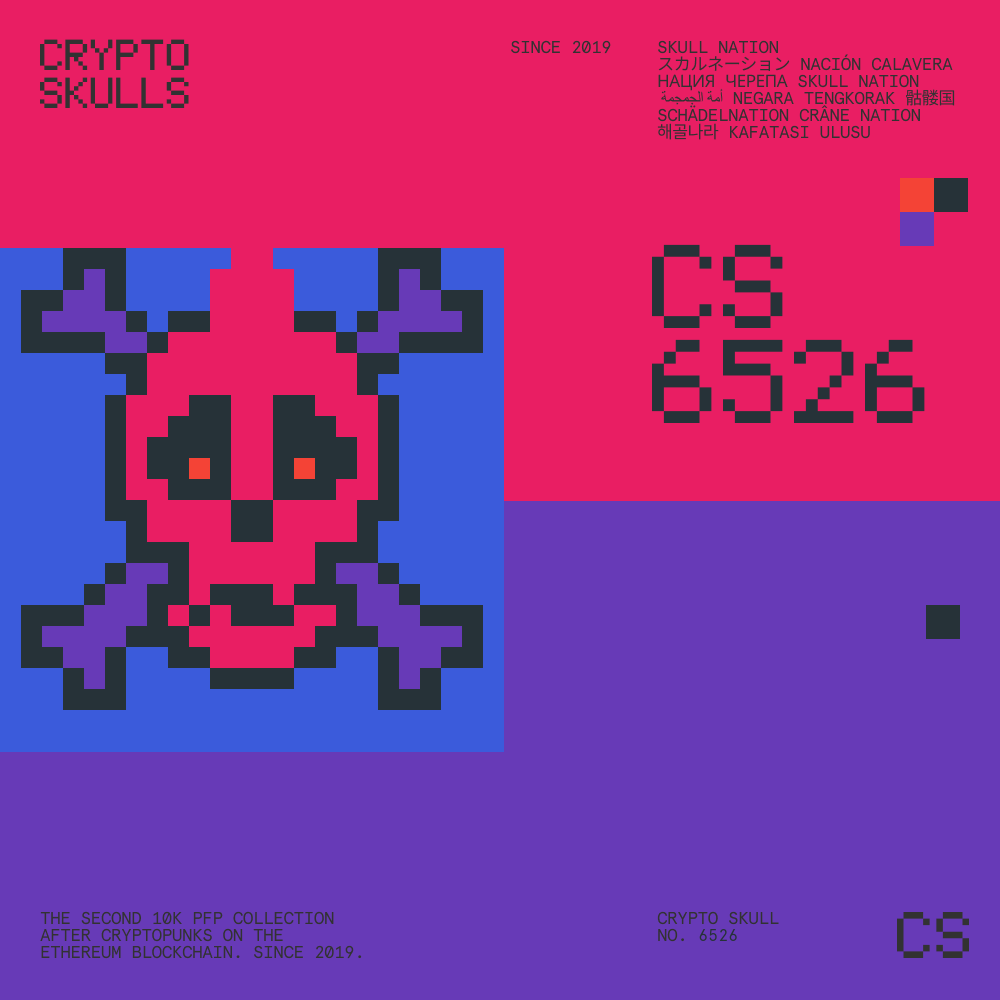 CRYPTO
SKULLS
SINCE 2019
SKULL NATION
スカルネーション NACIÓN CALAVERA
НАЦИЯ ЧЕРЕПА SKULL NATION
أمة الجمجمة NEGARA TENGKORAK 骷髅国
SCHÄDELNATION CRÂNE NATION
해골나라 KAFATASI ULUSU
CS
6526
THE SECOND 10K PFP COLLECTION
AFTER CRYPTOPUNKS ON THE
ETHEREUM BLOCKCHAIN. SINCE 2019.
CRYPTO SKULL
NO. 6526
CS